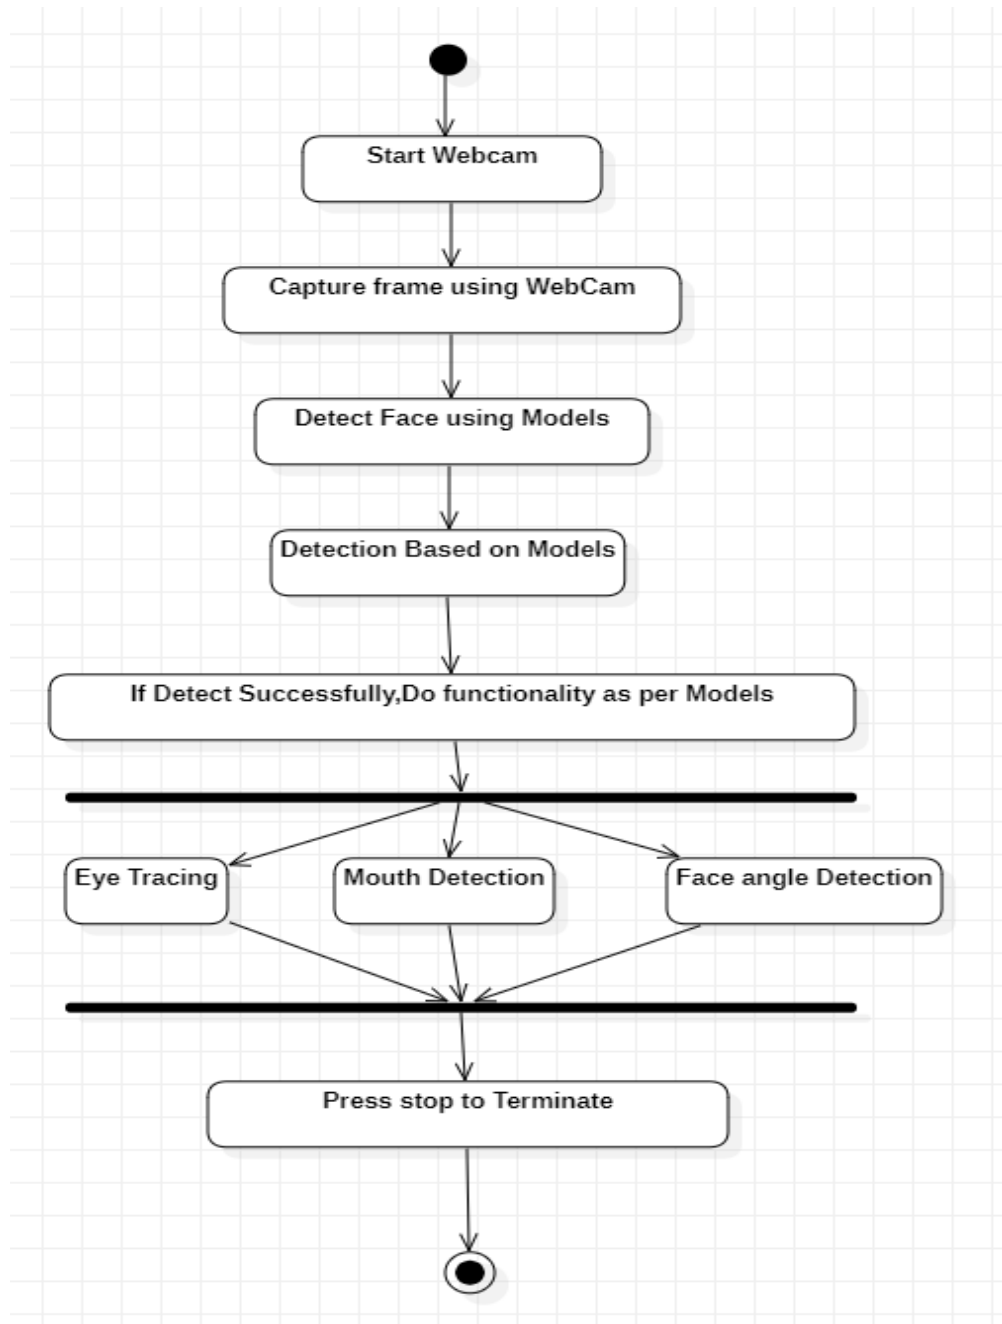 Start Webcam
Capture frame using WebCam
Detect Face using Models
Detection Based on Models
If Detect Successfully,Do functionality as per Models
Eye Tracing
Mouth Detection
Face angle Detection
Press stop to Terminate